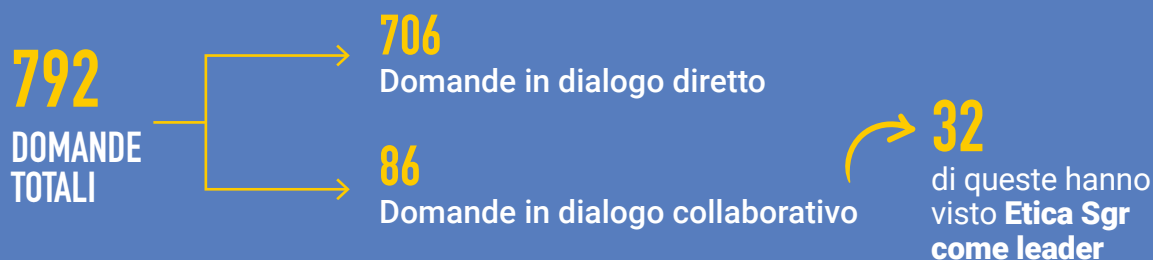 792
DOMANDE
TOTALI
706
Domande in dialogo diretto
86
Domande in dialogo collaborativo
32
di queste hanno
visto Etica Sgr
come leader